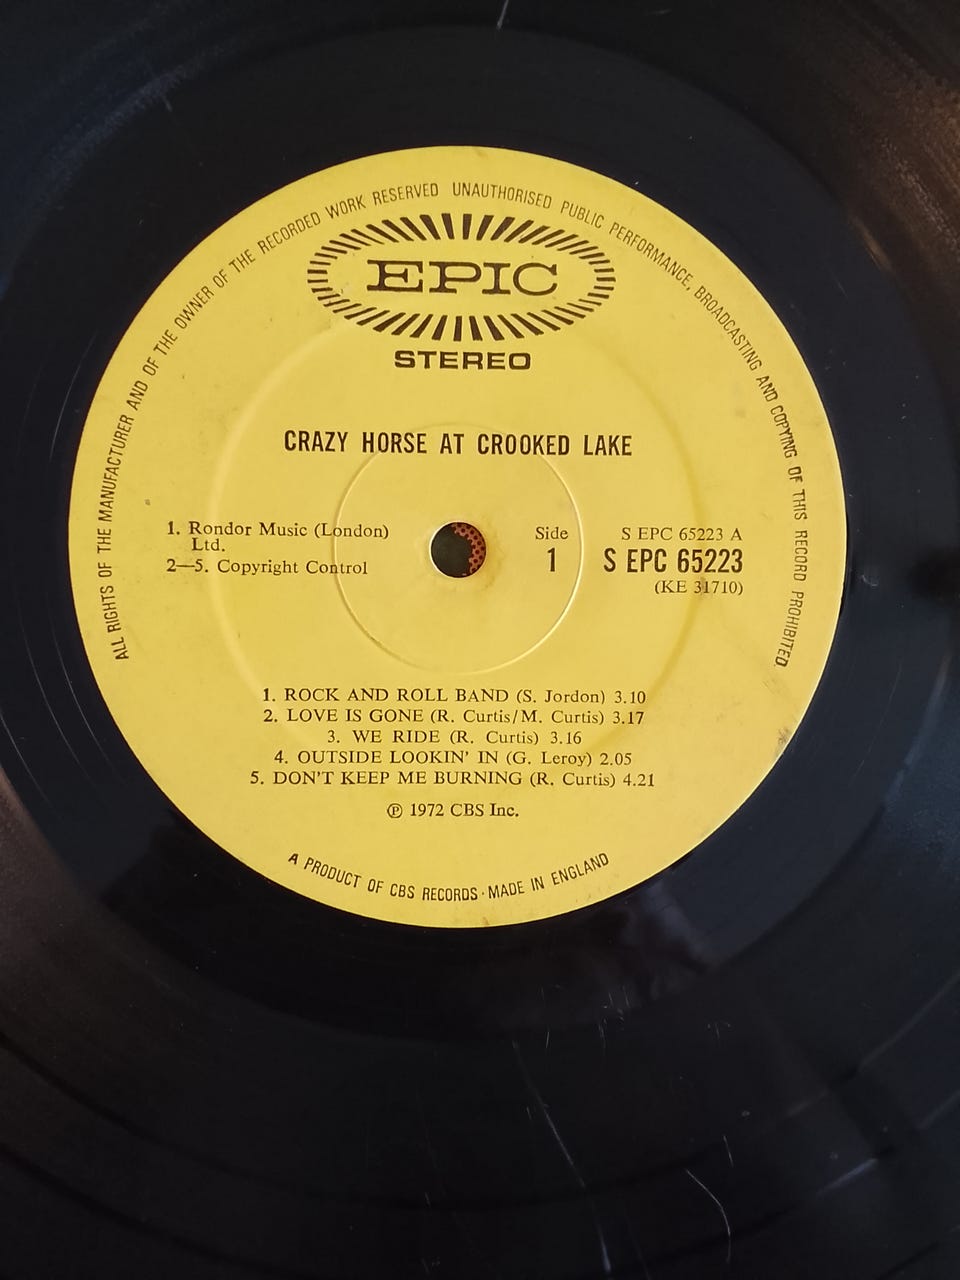 ALL RIGHTS OF THE MANUFACTURER AND OF THE OWNER OF THE RECORDED WORK RESERVED UNAUTHORISED PUBLIC PERFORMANCE, BROADCASTING AND COPYING OF THIS RECORD PROHIBITED.
EPIC
STEREO
CRAZY HORSE AT CROOKED LAKE
1. Rondor Music (London)
Ltd.
2—5. Copyright Control
Side
1
S EPC 65223 A
S EPC 65223
(KE 31710)
1. ROCK AND ROLL BAND (S. Jordon) 3.10
2. LOVE IS GONE (R. Curtis/M. Curtis) 3.17
3. WE RIDE (R. Curtis) 3.16
4. OUTSIDE LOOKIN' IN (G. Leroy) 2.05
5. DON'T KEEP ME BURNING (R. Curtis) 4.21
℗ 1972 CBS Inc.
A PRODUCT OF CBS RECORDS · MADE IN ENGLAND